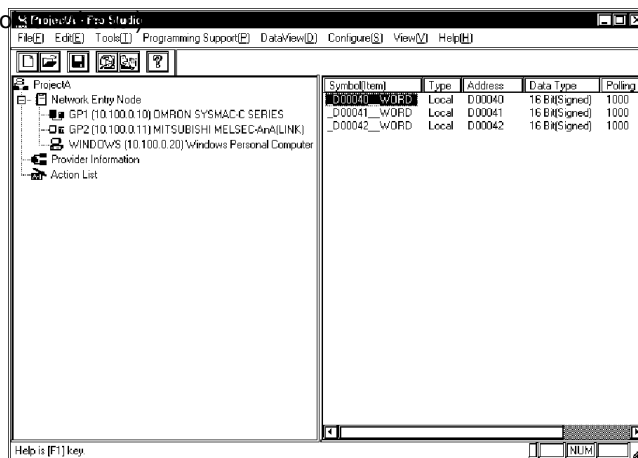 ProjectA - Pro Studio
File(F) Edit(E) Tools(T) Programming Support(P) DataView(D) Configure(S) View(V) Help(H)
ProjectA
Network Entry Node
GP1 (10.100.0.10) OMRON SYSMAC-C SERIES
GP2 (10.100.0.11) MITSUBISHI MELSEC-AnA(LINK)
WINDOWS (10.100.0.20) Windows Personal Computer
Provider Information
Action List
Symbol(Item) Type Address Data Type Polling
_D00040__WORD Local D00040 16 Bit(Signed) 1000
_D00041__WORD Local D00041 16 Bit(Signed) 1000
_D00042__WORD Local D00042 16 Bit(Signed) 1000
Help is [F1] key. NUM